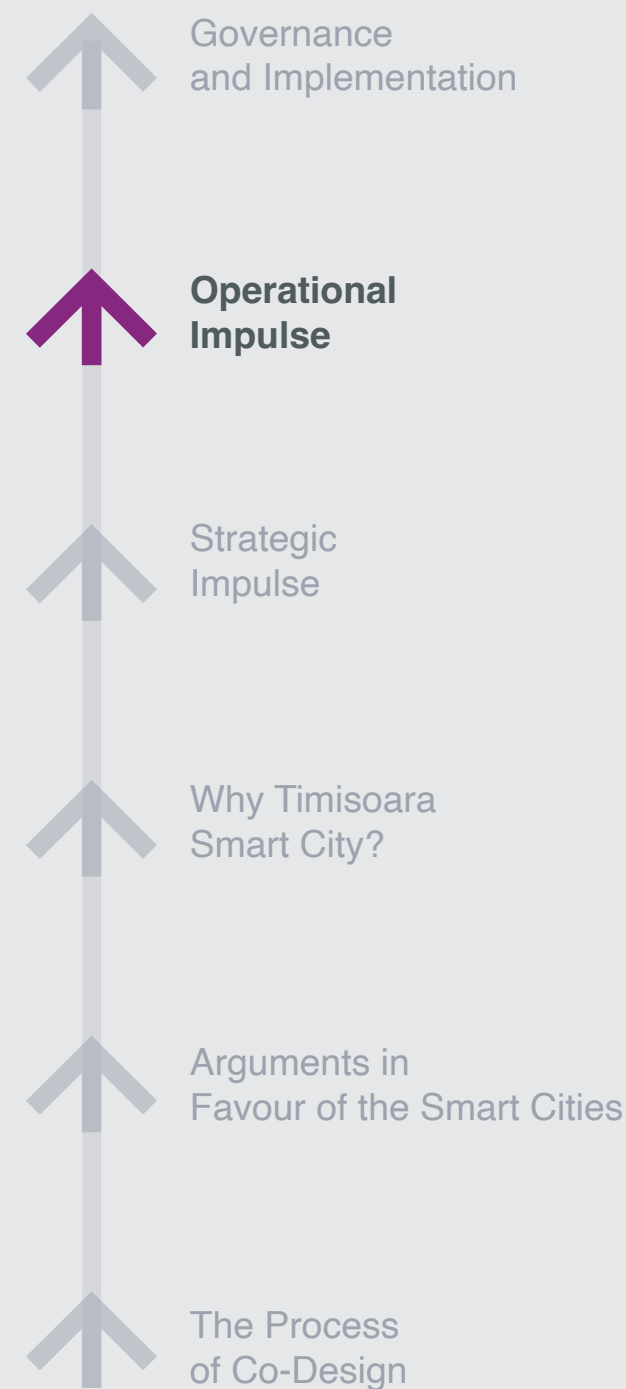 Governance
and Implementation
Operational
Impulse
Strategic
Impulse
Why Timisoara
Smart City?
Arguments in
Favour of the Smart Cities
The Process
of Co-Design